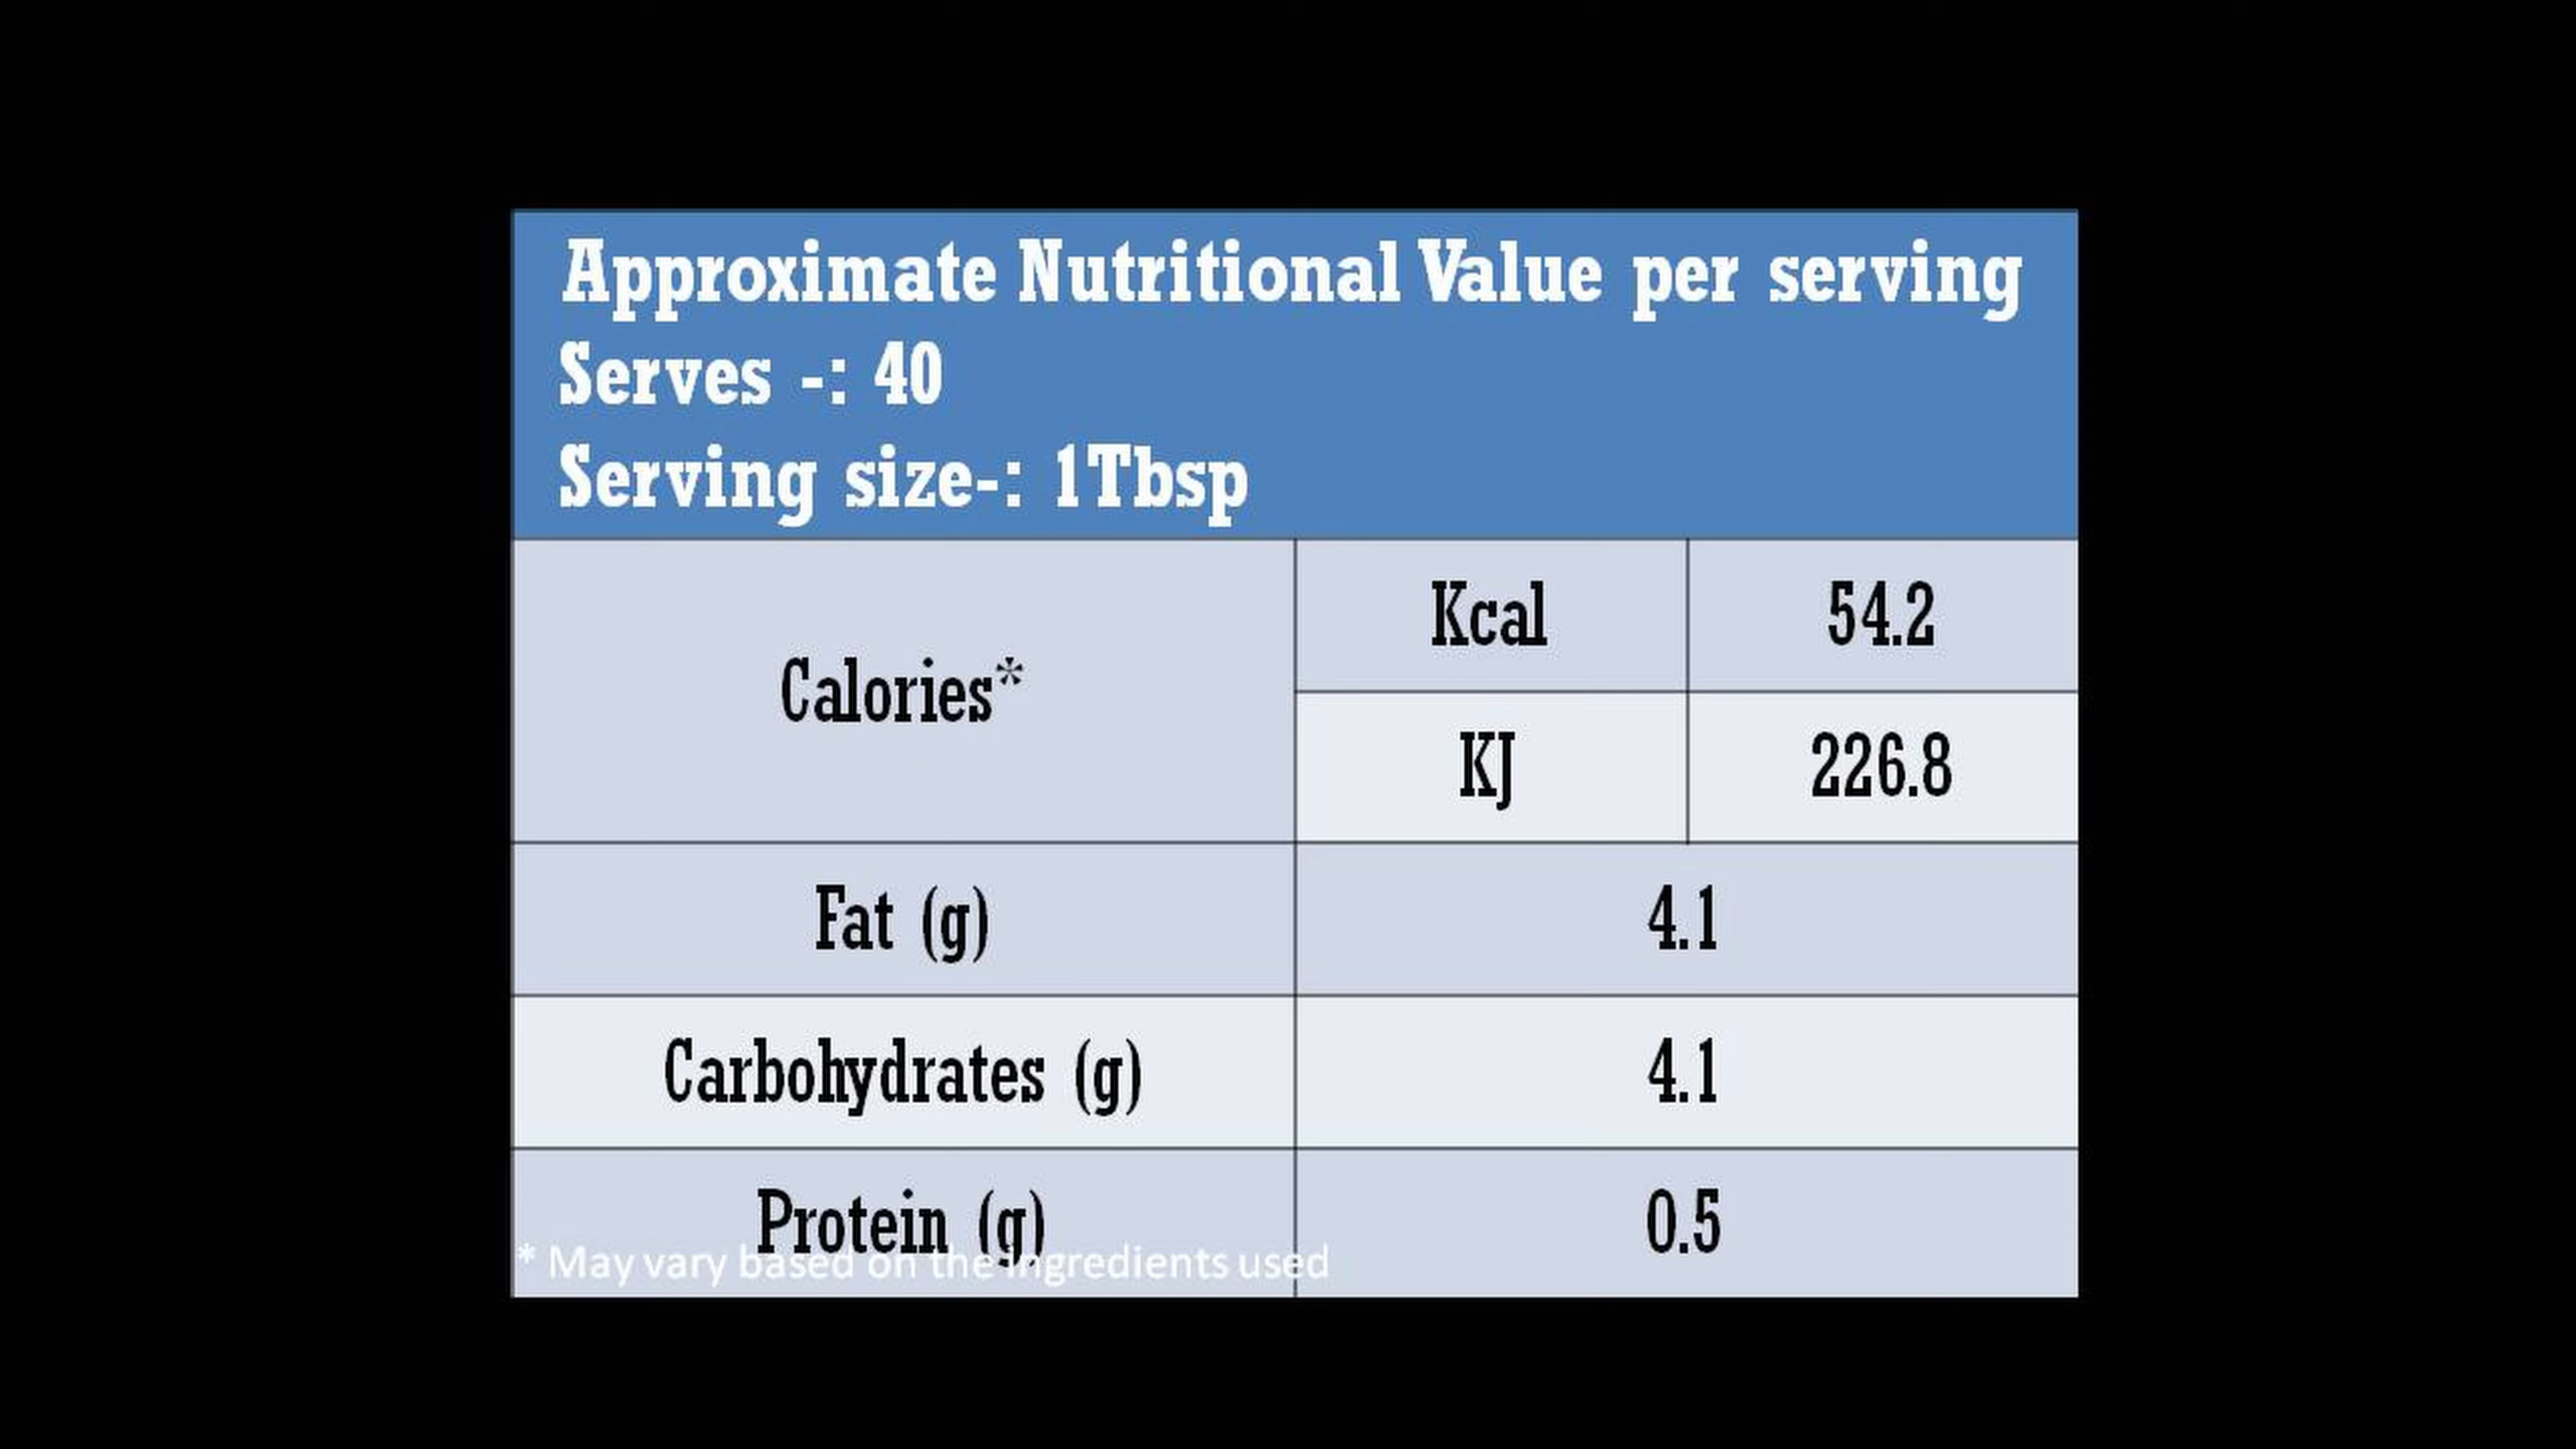 Approximate Nutritional Value per serving
Serves -: 40
Serving size-: 1Tbsp
Calories*
Kcal 54.2
KJ 226.8
Fat (g) 4.1
Carbohydrates (g) 4.1
Protein (g) 0.5
* May vary based on the ingredients used